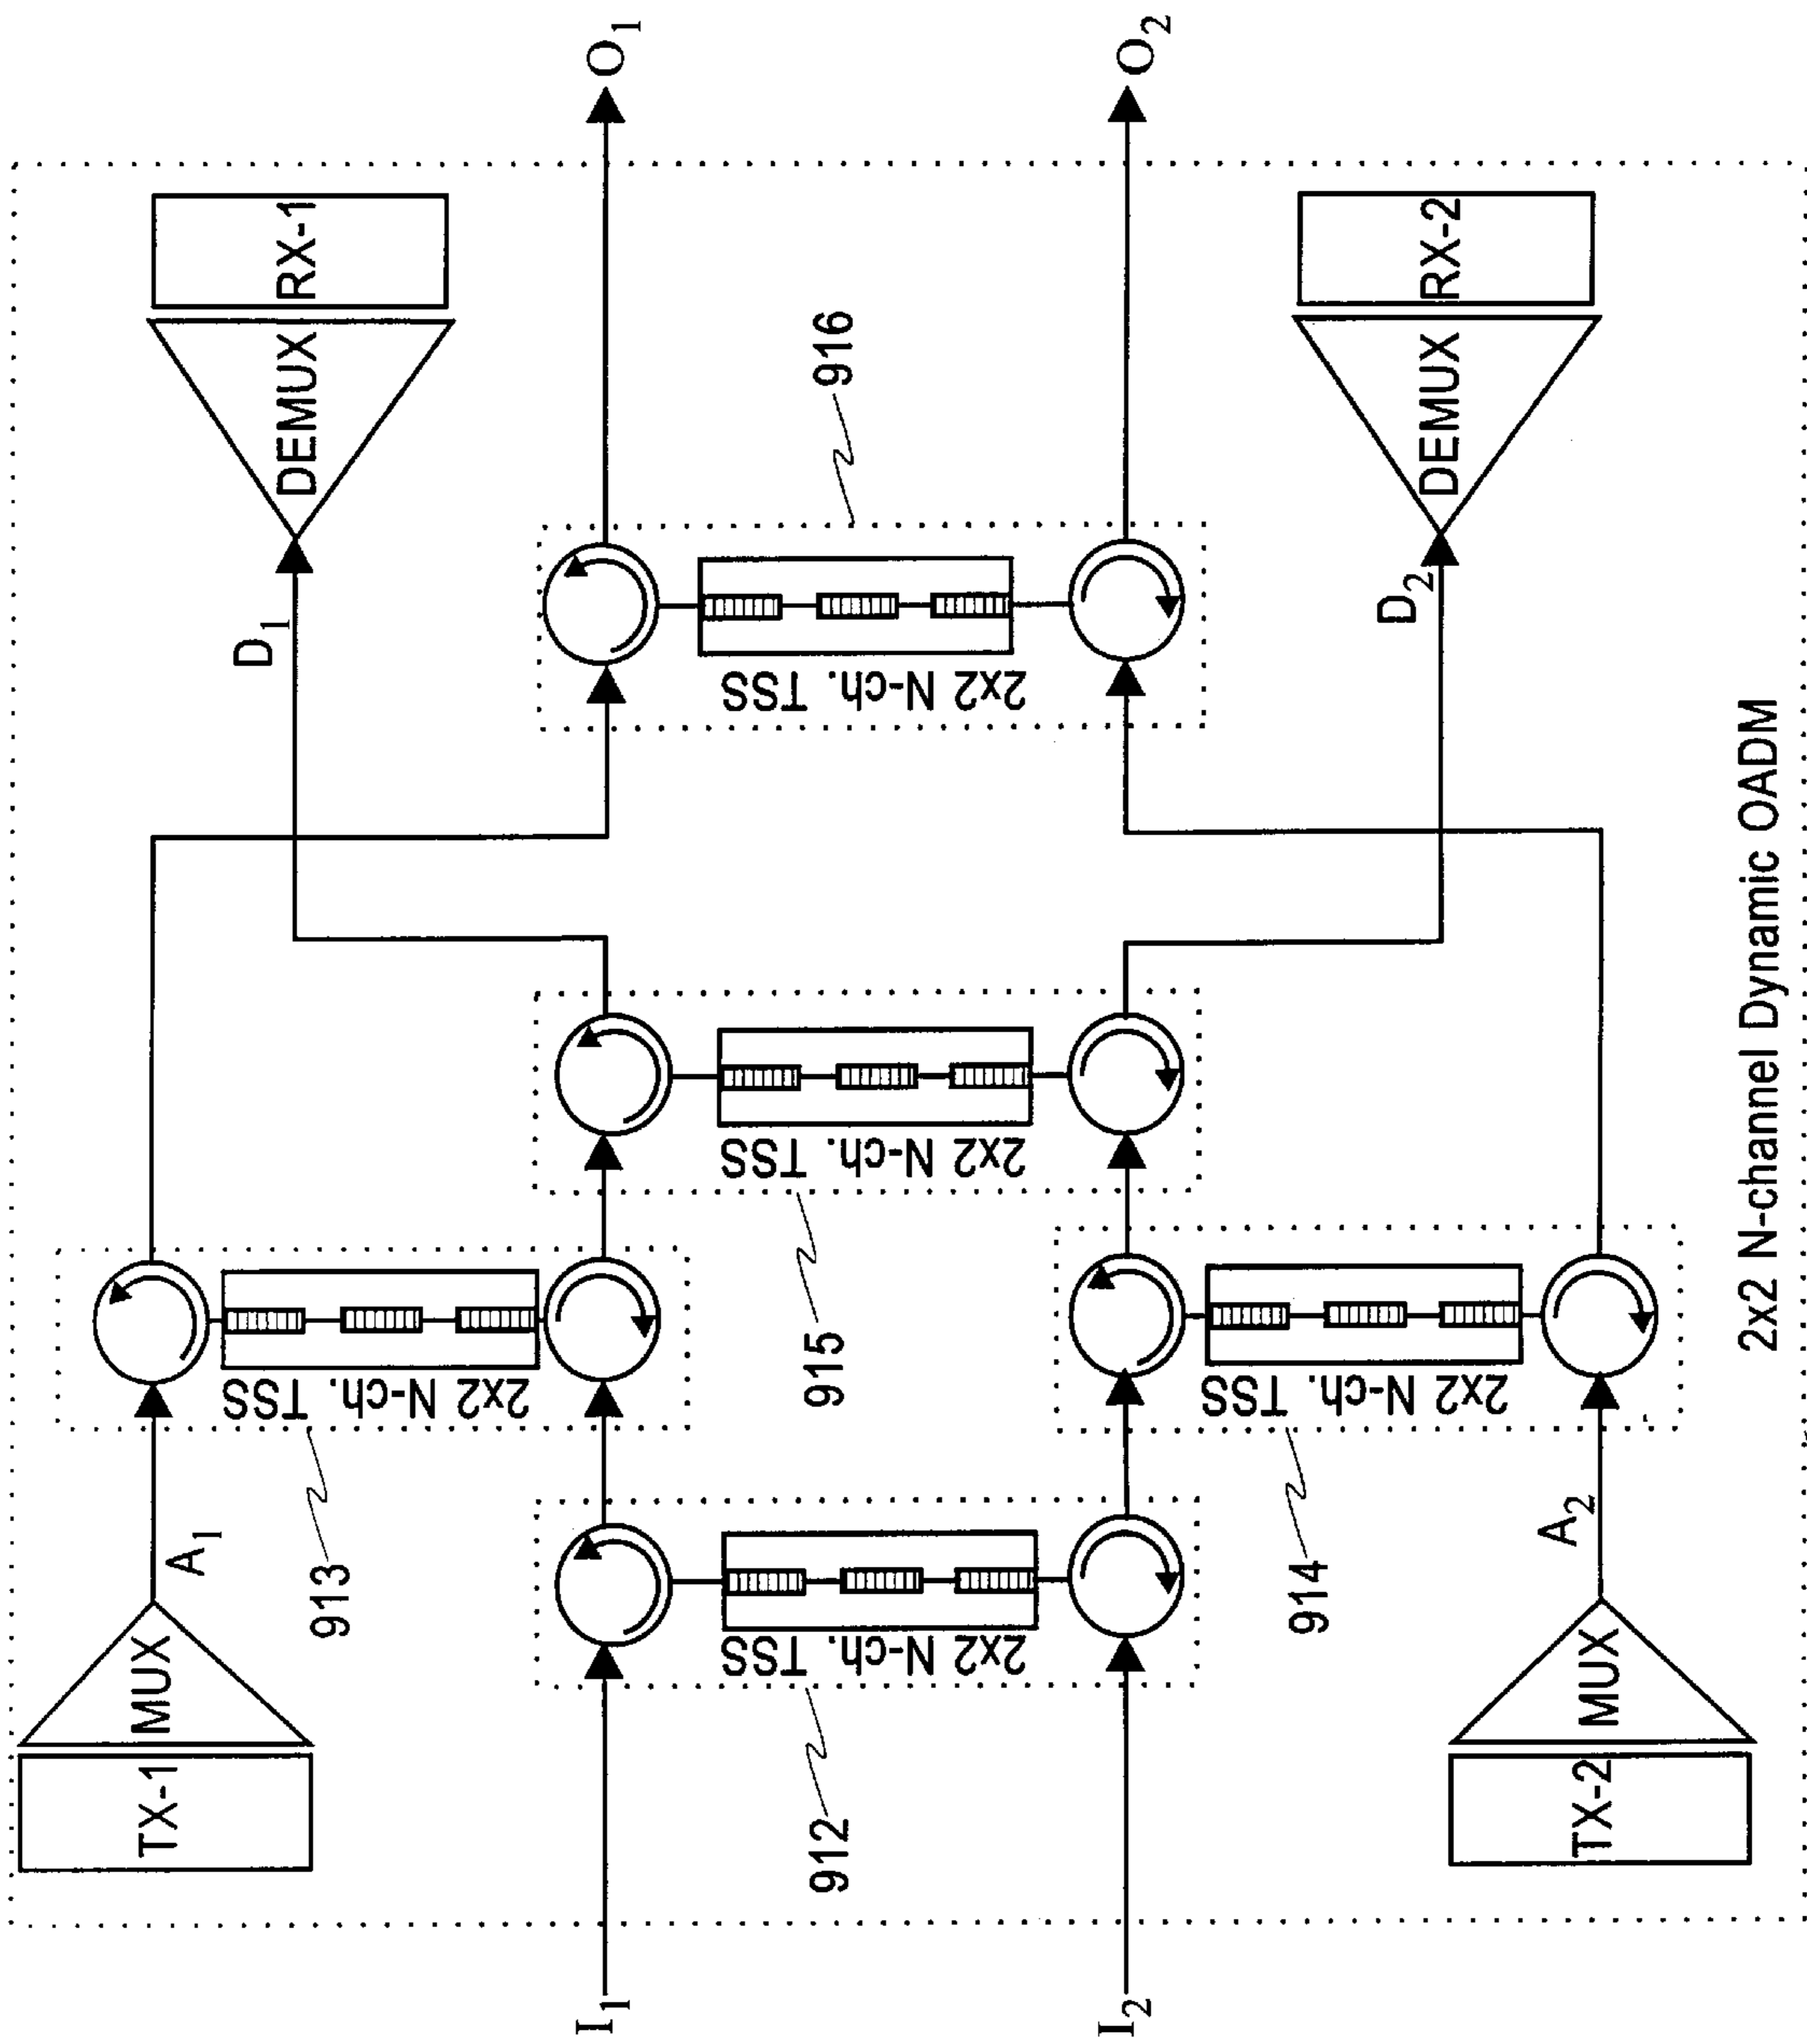 TX-1
MUX
A1
913
2x2 N-ch. TSS
DEMUX
RX-1
D1
I1
912
2x2 N-ch. TSS
915
2x2 N-ch. TSS
916
2x2 N-ch. TSS
O1
I2
914
2x2 N-ch. TSS
O2
TX-2
MUX
A2
D2
DEMUX
RX-2
2x2 N-channel Dynamic OADM